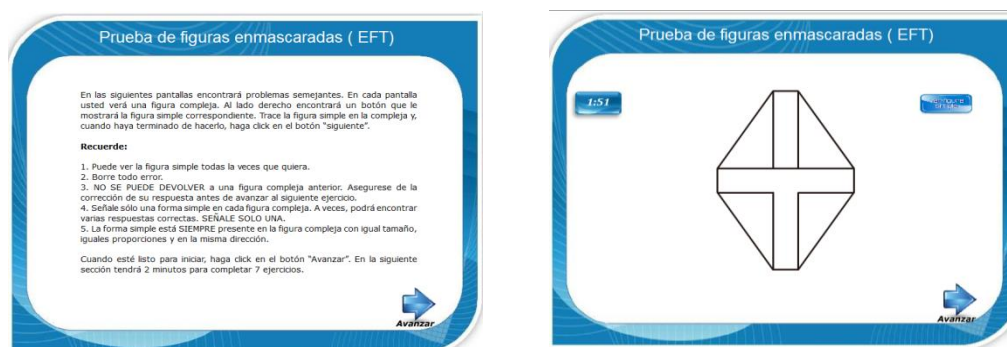 Prueba de figuras enmascaradas ( EFT)
En las siguientes pantallas encontrará problemas semejantes. En cada pantalla
usted verá una figura compleja. Al lado derecho encontrará un botón que le
mostrará la figura simple correspondiente. Trace la figura simple en la compleja y,
cuando haya terminado de hacerlo, haga click en el botón “siguiente”.
Recuerde:
1. Puede ver la figura simple todas la veces que quiera.
2. Borre todo error.
3. NO SE PUEDE DEVOLVER a una figura compleja anterior. Asegurese de la
corrección de su respuesta antes de avanzar al siguiente ejercicio.
4. Señale sólo una forma simple en cada figura compleja. A veces, podrá encontrar
varias respuestas correctas. SEÑALE SOLO UNA.
5. La forma simple está SIEMPRE presente en la figura compleja con igual tamaño,
iguales proporciones y en la misma dirección.
Cuando esté listo para iniciar, haga click en el botón “Avanzar”. En la siguiente
sección tendrá 2 minutos para completar 7 ejercicios.
Avanzar
Prueba de figuras enmascaradas ( EFT)
1:51
Avanzar